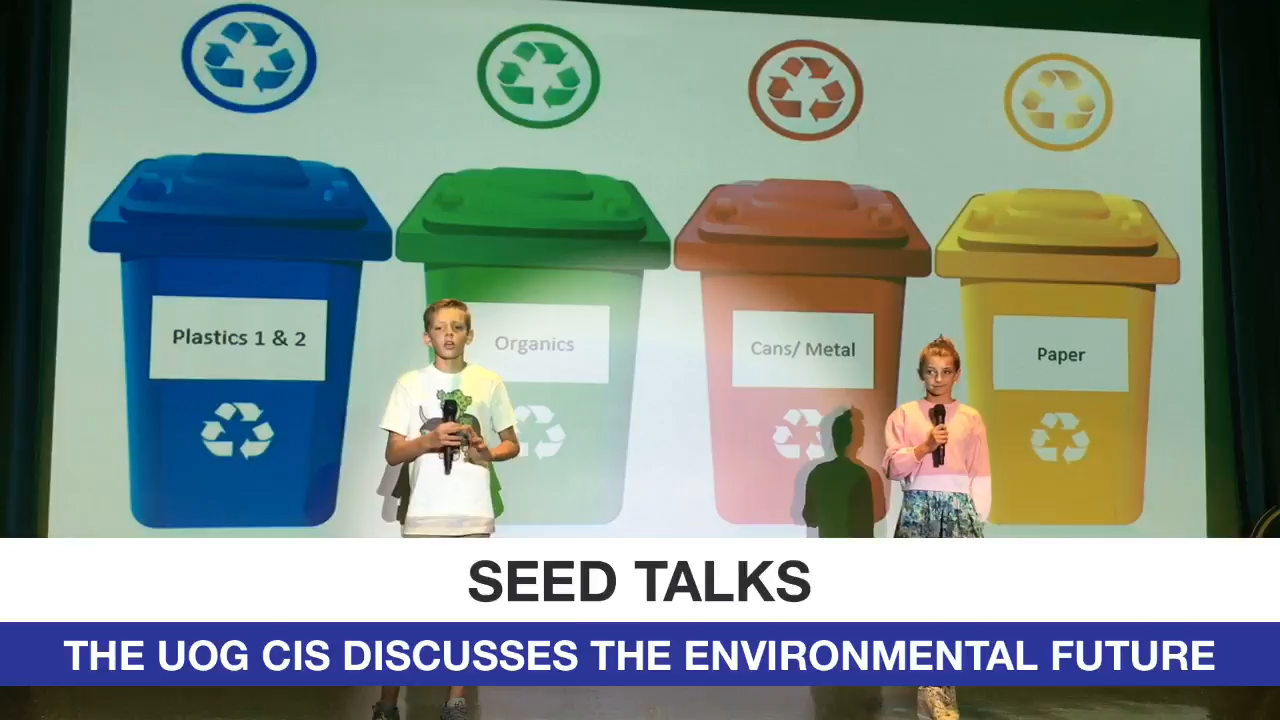 Plastics 1 & 2
Organics
Cans/ Metal
Paper
SEED TALKS
THE UOG CIS DISCUSSES THE ENVIRONMENTAL FUTURE